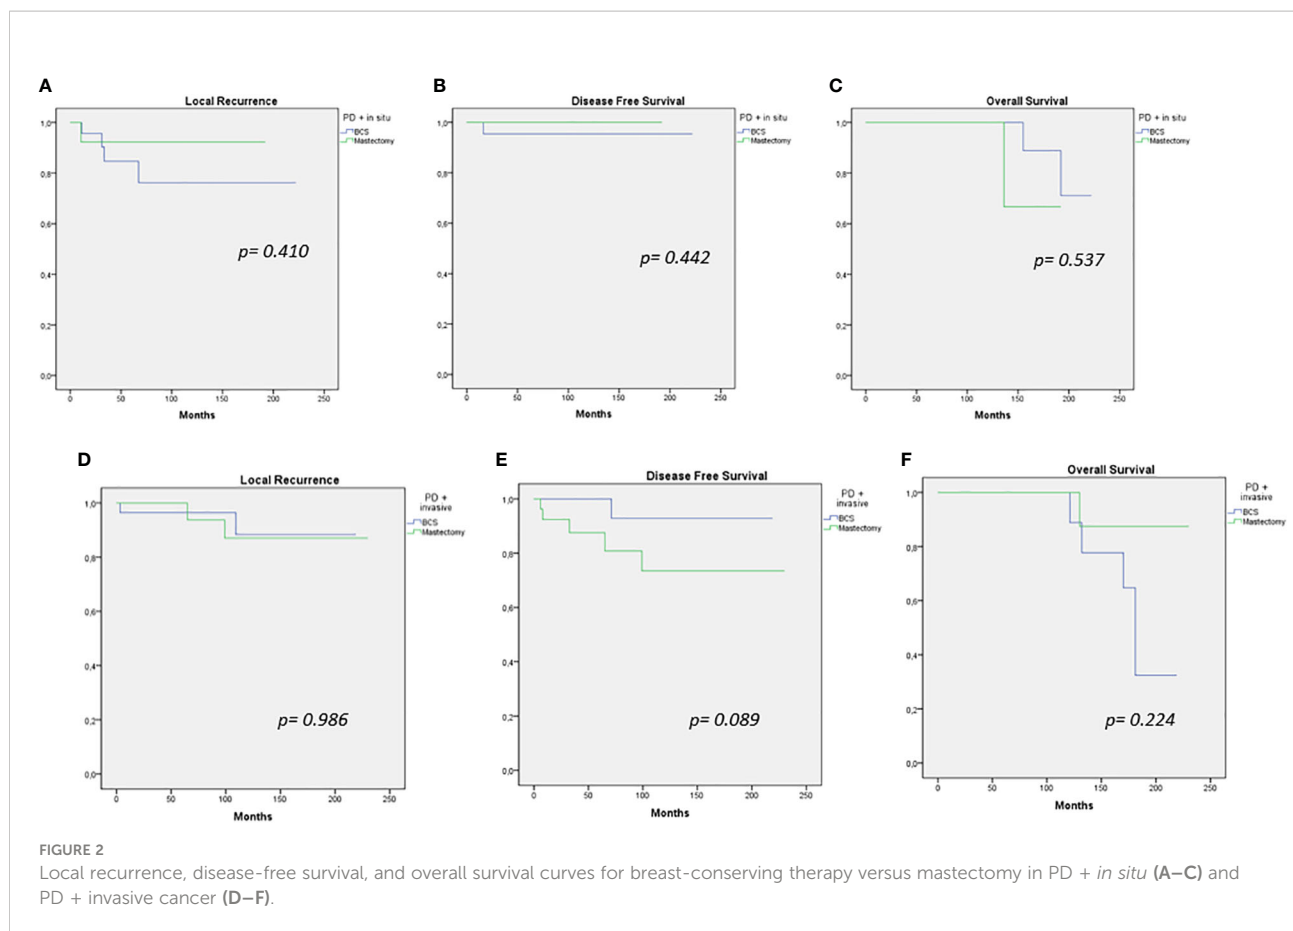 A
Local Recurrence
PD + in situ
BCS
Mastectomy
1,0
0,8
0,6
0,4
0,2
0,0
p= 0.410
0 50 100 150 200 250
Months
B
Disease Free Survival
PD + in situ
BCS
Mastectomy
1,0
0,8
0,6
0,4
0,2
0,0
p= 0.442
0 50 100 150 200 250
Months
C
Overall Survival
PD + in situ
BCS
Mastectomy
1,0
0,8
0,6
0,4
0,2
0,0
p= 0.537
0 50 100 150 200 250
Months
D
Local Recurrence
PD +
invasive
BCS
Mastectomy
1,0
0,8
0,6
0,4
0,2
0,0
p= 0.986
0 50 100 150 200 250
Months
E
Disease Free Survival
PD +
invasive
BCS
Mastectomy
1,0
0,8
0,6
0,4
0,2
0,0
p= 0.089
0 50 100 150 200 250
Months
F
Overall Survival
PD +
invasive
BCS
Mastectomy
1,0
0,8
0,6
0,4
0,2
0,0
p= 0.224
0 50 100 150 200 250
Months
FIGURE 2
Local recurrence, disease-free survival, and overall survival curves for breast-conserving therapy versus mastectomy in PD + in situ (A–C) and
PD + invasive cancer (D–F).